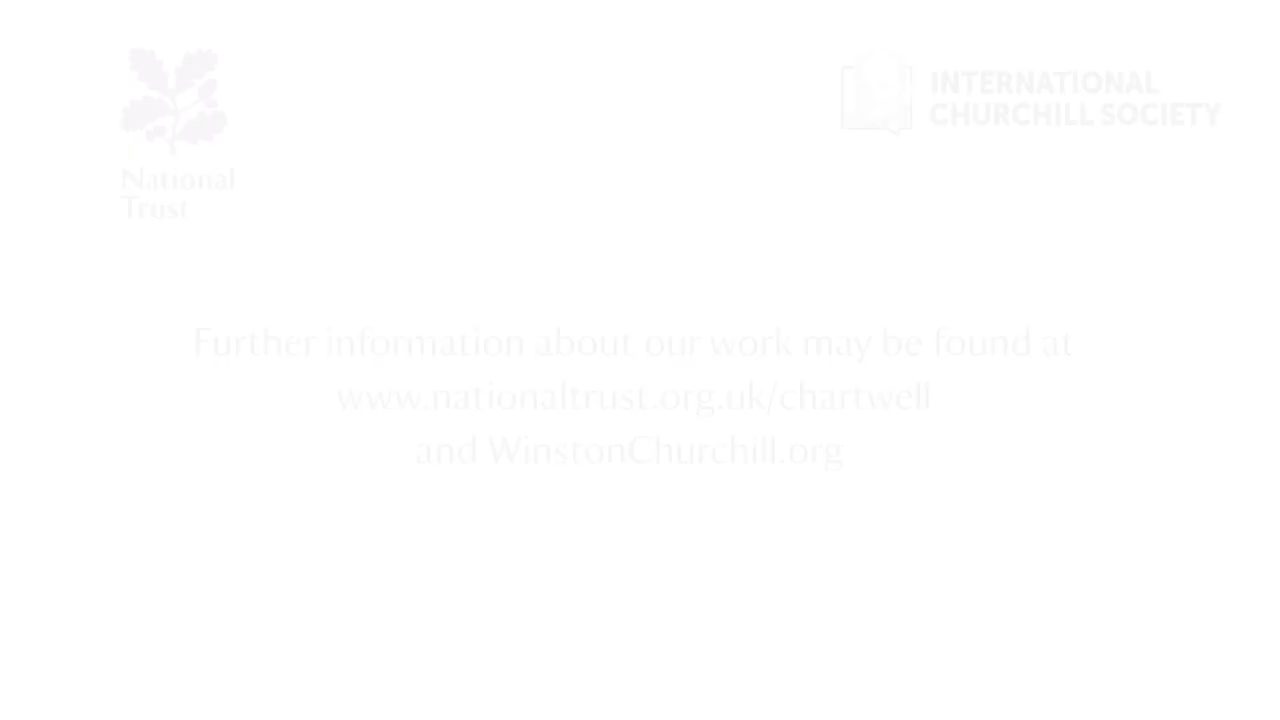 National
Trust
INTERNATIONAL
CHURCHILL SOCIETY
Further information about our work may be found at
www.nationaltrust.org.uk/chartwell
and WinstonChurchill.org